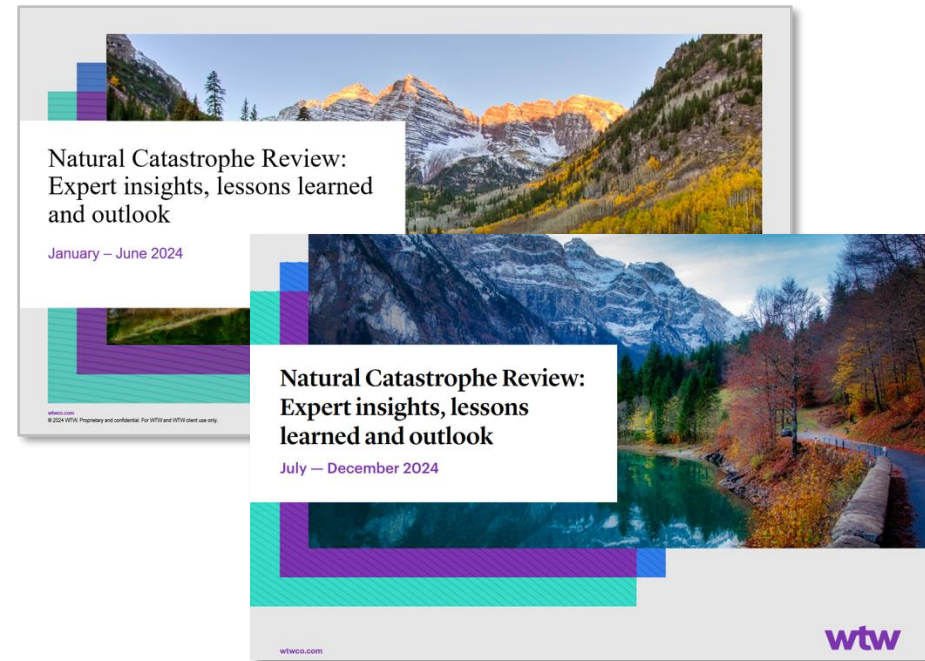 Natural Catastrophe Review:
Expert insights, lessons learned
and outlook
January – June 2024
wtwco.com
© 2024 WTW. Proprietary and confidential. For WTW and WTW client use only.
Natural Catastrophe Review:
Expert insights, lessons
learned and outlook
July — December 2024
wtwco.com
wtw